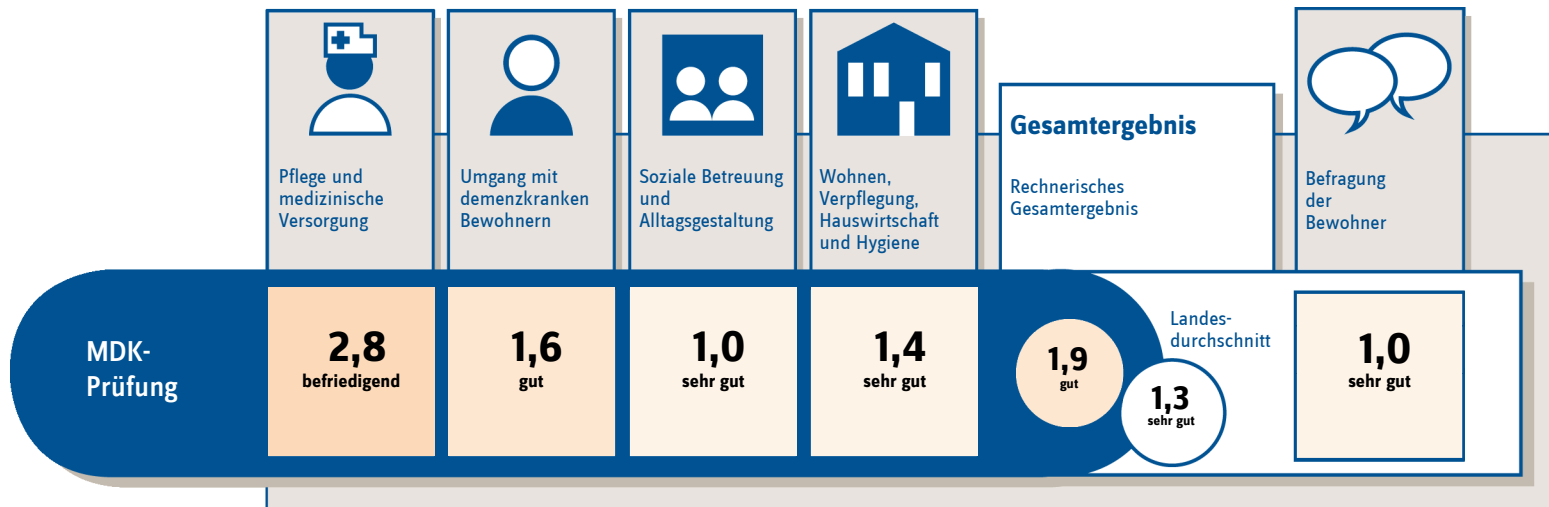 Pflege und
medizinische
Versorgung
Umgang mit
demenzkranken
Bewohnern
Soziale Betreuung
und
Alltagsgestaltung
Wohnen,
Verpflegung,
Hauswirtschaft
und Hygiene
Gesamtergebnis
Rechnerisches
Gesamtergebnis
Befragung
der
Bewohner
MDK-
Prüfung
2,8
befriedigend
1,6
gut
1,0
sehr gut
1,4
sehr gut
1,9
gut
Landes-
durchschnitt
1,3
sehr gut
1,0
sehr gut